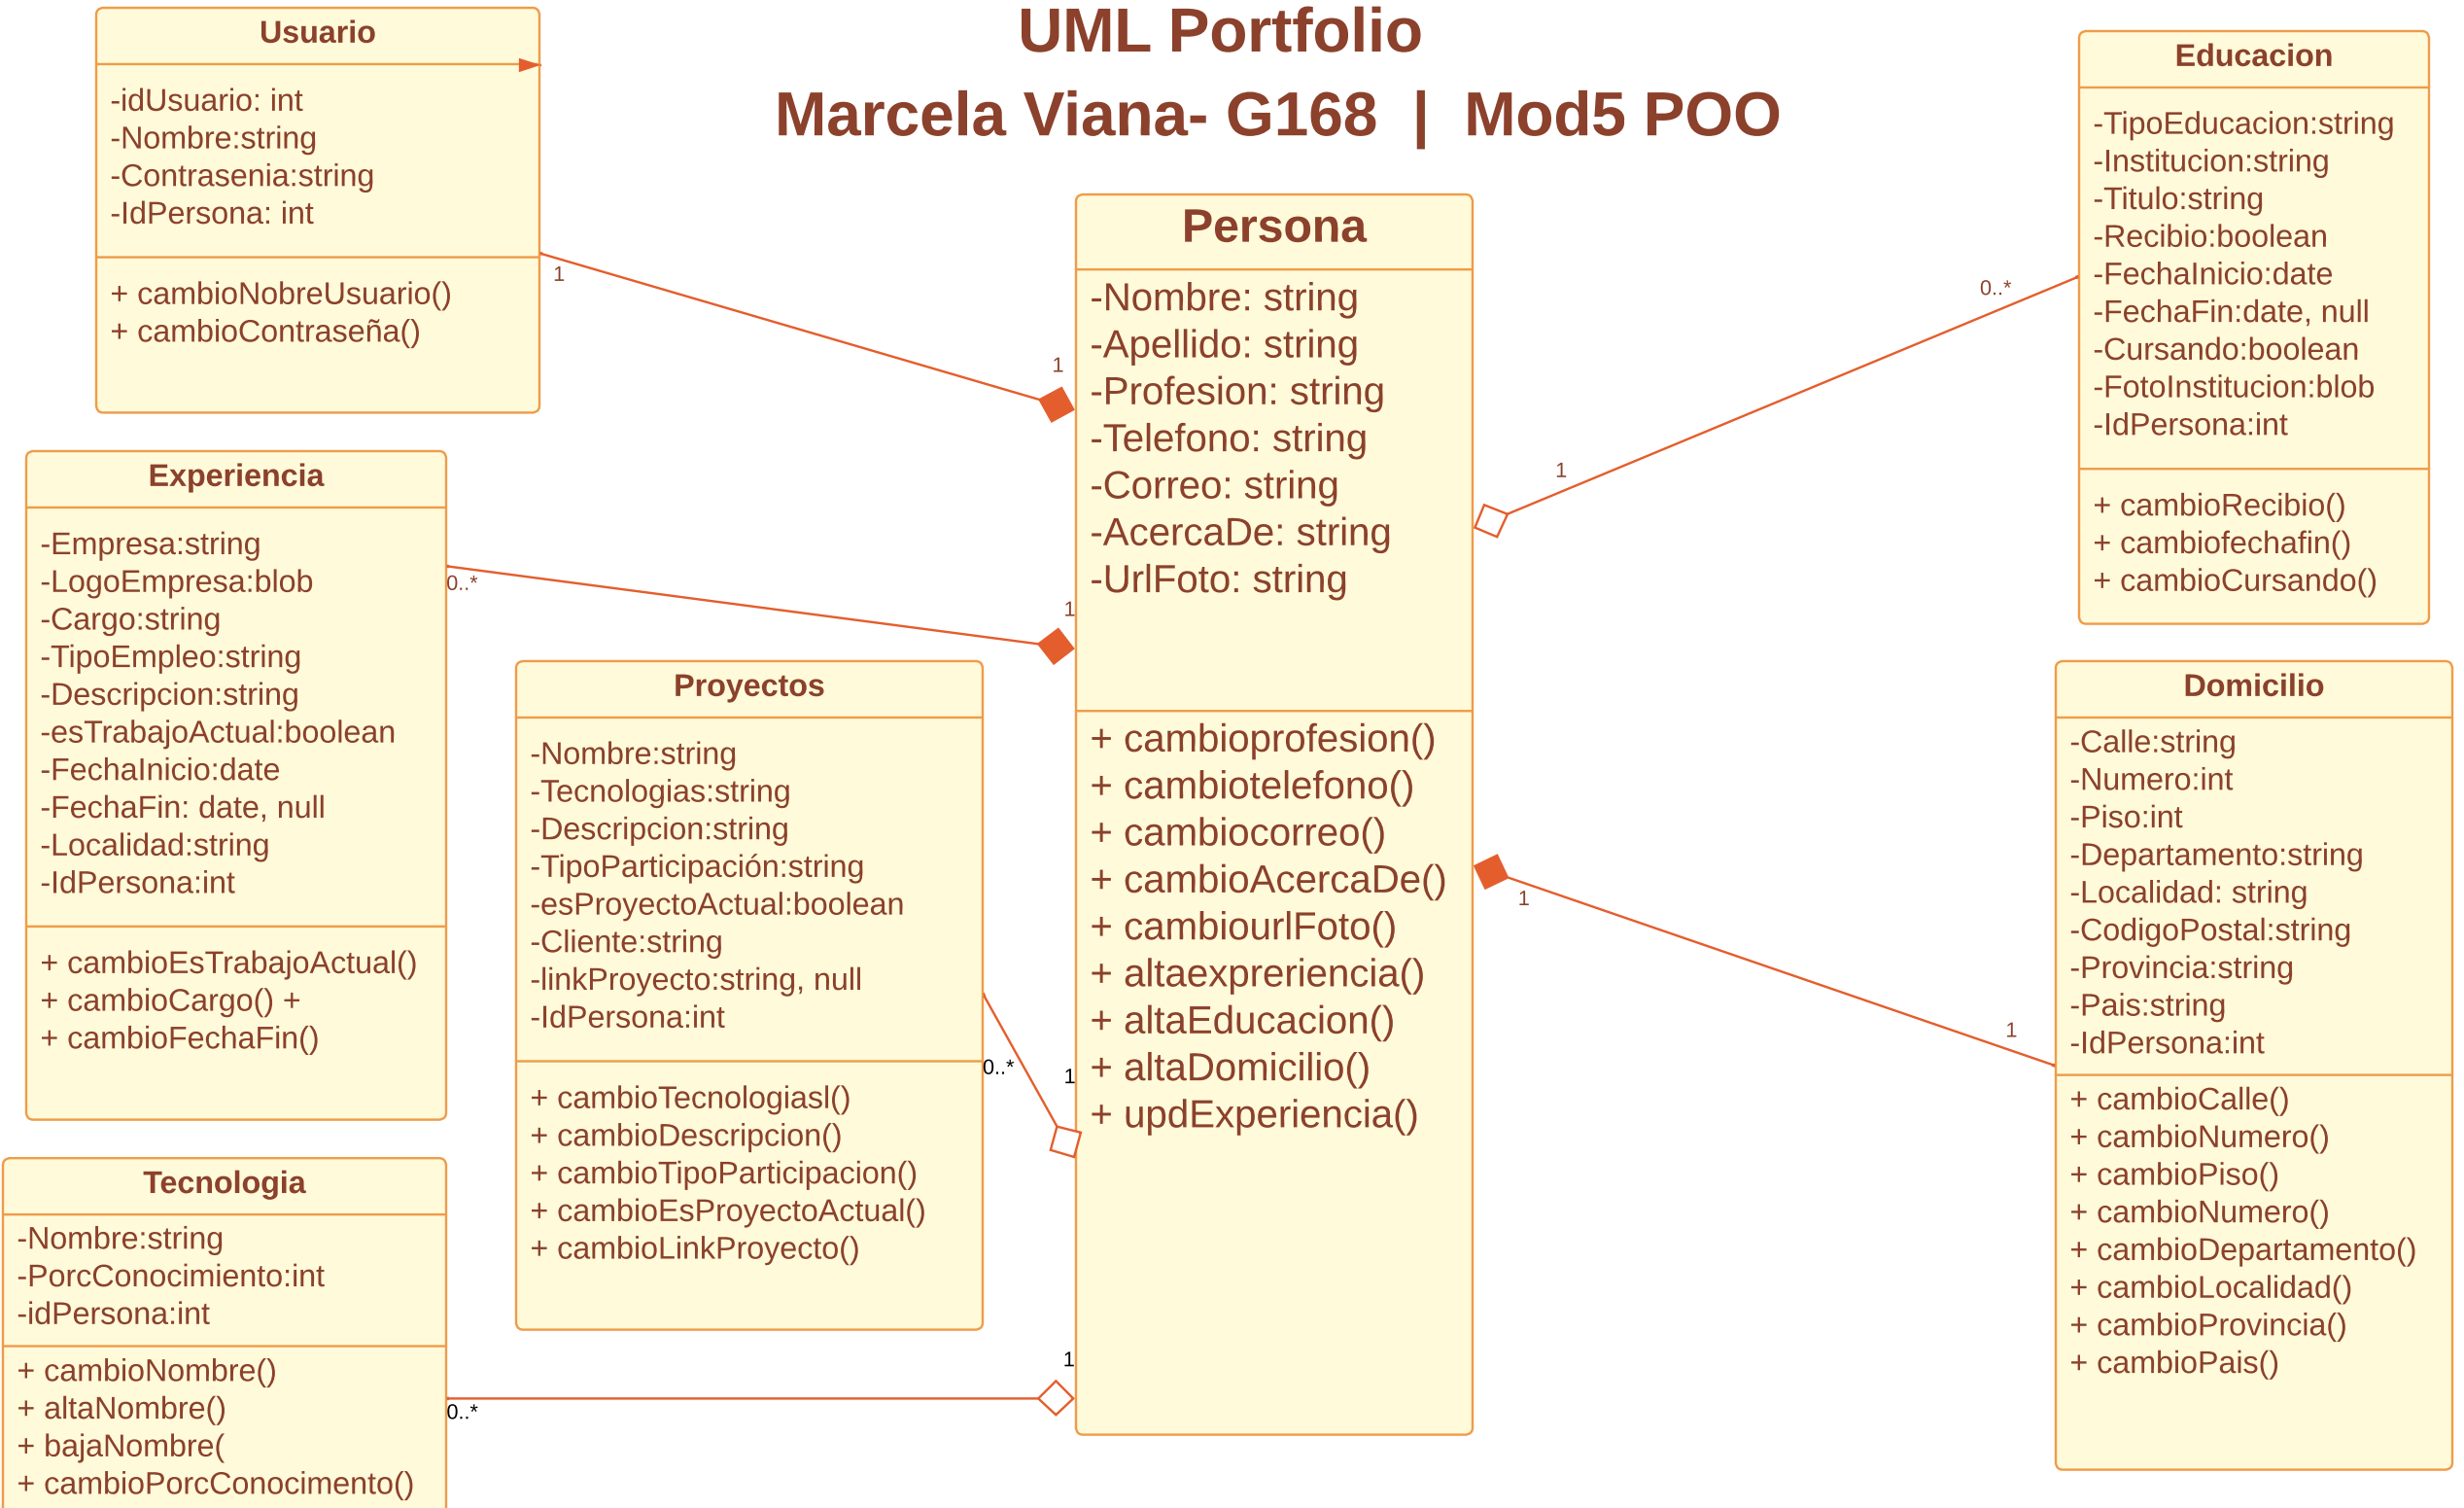 UML Portfolio
Marcela Viana- G168 | Mod5 POO
Usuario
-idUsuario: int
-Nombre:string
-Contrasenia:string
-IdPersona: int
+ cambioNobreUsuario()
+ cambioContraseña()
1
1
Experiencia
-Empresa:string
-LogoEmpresa:blob
-Cargo:string
-TipoEmpleo:string
-Descripcion:string
-esTrabajoActual:boolean
-FechaInicio:date
-FechaFin: date, null
-Localidad:string
-IdPersona:int
+ cambioEsTrabajoActual()
+ cambioCargo() +
+ cambioFechaFin()
0..*
1
Proyectos
-Nombre:string
-Tecnologias:string
-Descripcion:string
-TipoParticipación:string
-esProyectoActual:boolean
-Cliente:string
-linkProyecto:string, null
-IdPersona:int
+ cambioTecnologiasl()
+ cambioDescripcion()
+ cambioTipoParticipacion()
+ cambioEsProyectoActual()
+ cambioLinkProyecto()
0..*
1
Tecnologia
-Nombre:string
-PorcConocimiento:int
-idPersona:int
+ cambioNombre()
+ altaNombre()
+ bajaNombre(
+ cambioPorcConocimento()
0..*
1
Persona
-Nombre: string
-Apellido: string
-Profesion: string
-Telefono: string
-Correo: string
-AcercaDe: string
-UrlFoto: string
+ cambioprofesion()
+ cambiotelefono()
+ cambiocorreo()
+ cambioAcercaDe()
+ cambiourlFoto()
+ altaexpreriencia()
+ altaEducacion()
+ altaDomicilio()
+ updExperiencia()
Educacion
-TipoEducacion:string
-Institucion:string
-Titulo:string
-Recibio:boolean
-FechaInicio:date
-FechaFin:date, null
-Cursando:boolean
-FotoInstitucion:blob
-IdPersona:int
+ cambioRecibio()
+ cambiofechafin()
+ cambioCursando()
0..*
1
Domicilio
-Calle:string
-Numero:int
-Piso:int
-Departamento:string
-Localidad: string
-CodigoPostal:string
-Provincia:string
-Pais:string
-IdPersona:int
+ cambioCalle()
+ cambioNumero()
+ cambioPiso()
+ cambioNumero()
+ cambioDepartamento()
+ cambioLocalidad()
+ cambioProvincia()
+ cambioPais()
1
1